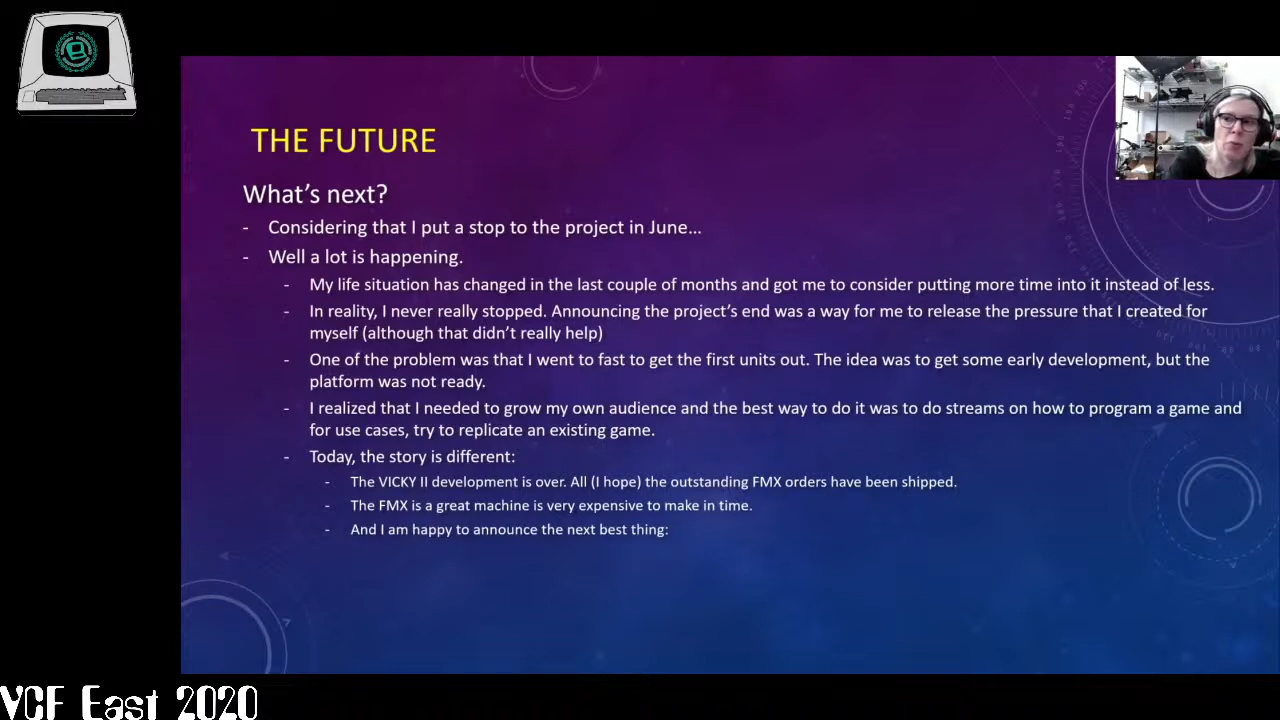 THE FUTURE
What's next?
- Considering that I put a stop to the project in June...
- Well a lot is happening.
- My life situation has changed in the last couple of months and got me to consider putting more time into it instead of less.
- In reality, I never really stopped. Announcing the project's end was a way for me to release the pressure that I created for
myself (although that didn't really help)
- One of the problem was that I went to fast to get the first units out. The idea was to get some early development, but the
platform was not ready.
- I realized that I needed to grow my own audience and the best way to do it was to do streams on how to program a game and
for use cases, try to replicate an existing game.
- Today, the story is different:
- The VICKY II development is over. All (I hope) the outstanding FMX orders have been shipped.
- The FMX is a great machine is very expensive to make in time.
- And I am happy to announce the next best thing:
VCF East 2020